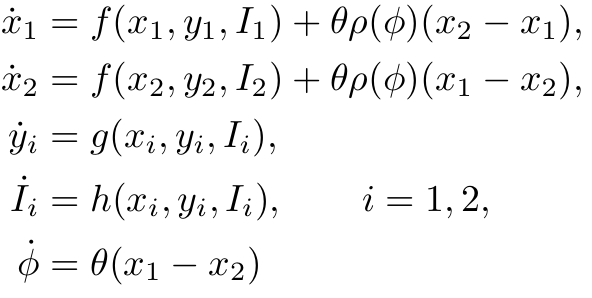 ẋ₁ = f(x₁, y₁, I₁) + θρ(ϕ)(x₂ − x₁),
ẋ₂ = f(x₂, y₂, I₂) + θρ(ϕ)(x₁ − x₂),
ẏᵢ = g(xᵢ, yᵢ, Iᵢ),
İᵢ = h(xᵢ, yᵢ, Iᵢ), i = 1, 2,
ϕ̇ = θ(x₁ − x₂)